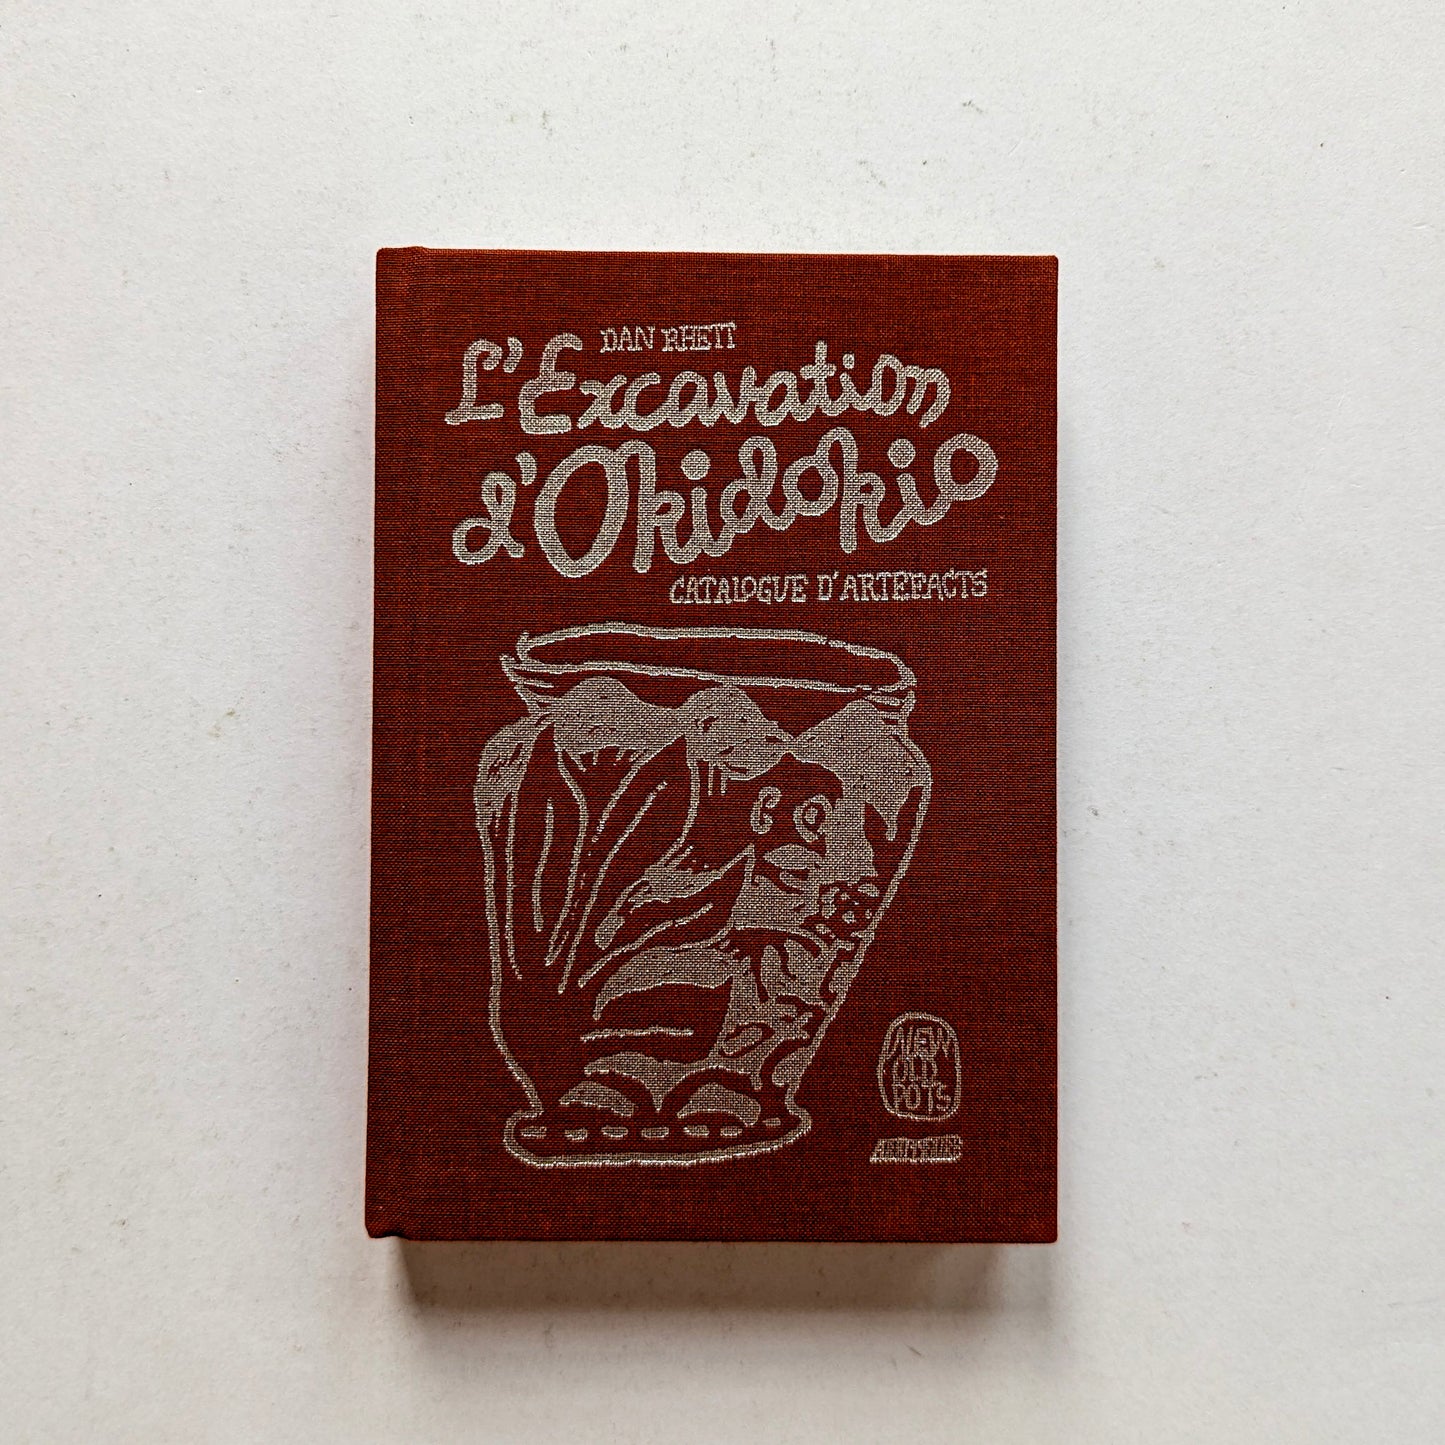 DAN RHETT
L'Excavation
d'Okidokio
CATALOGUE D'ARTEFACTS
NEW
OLD
POTS